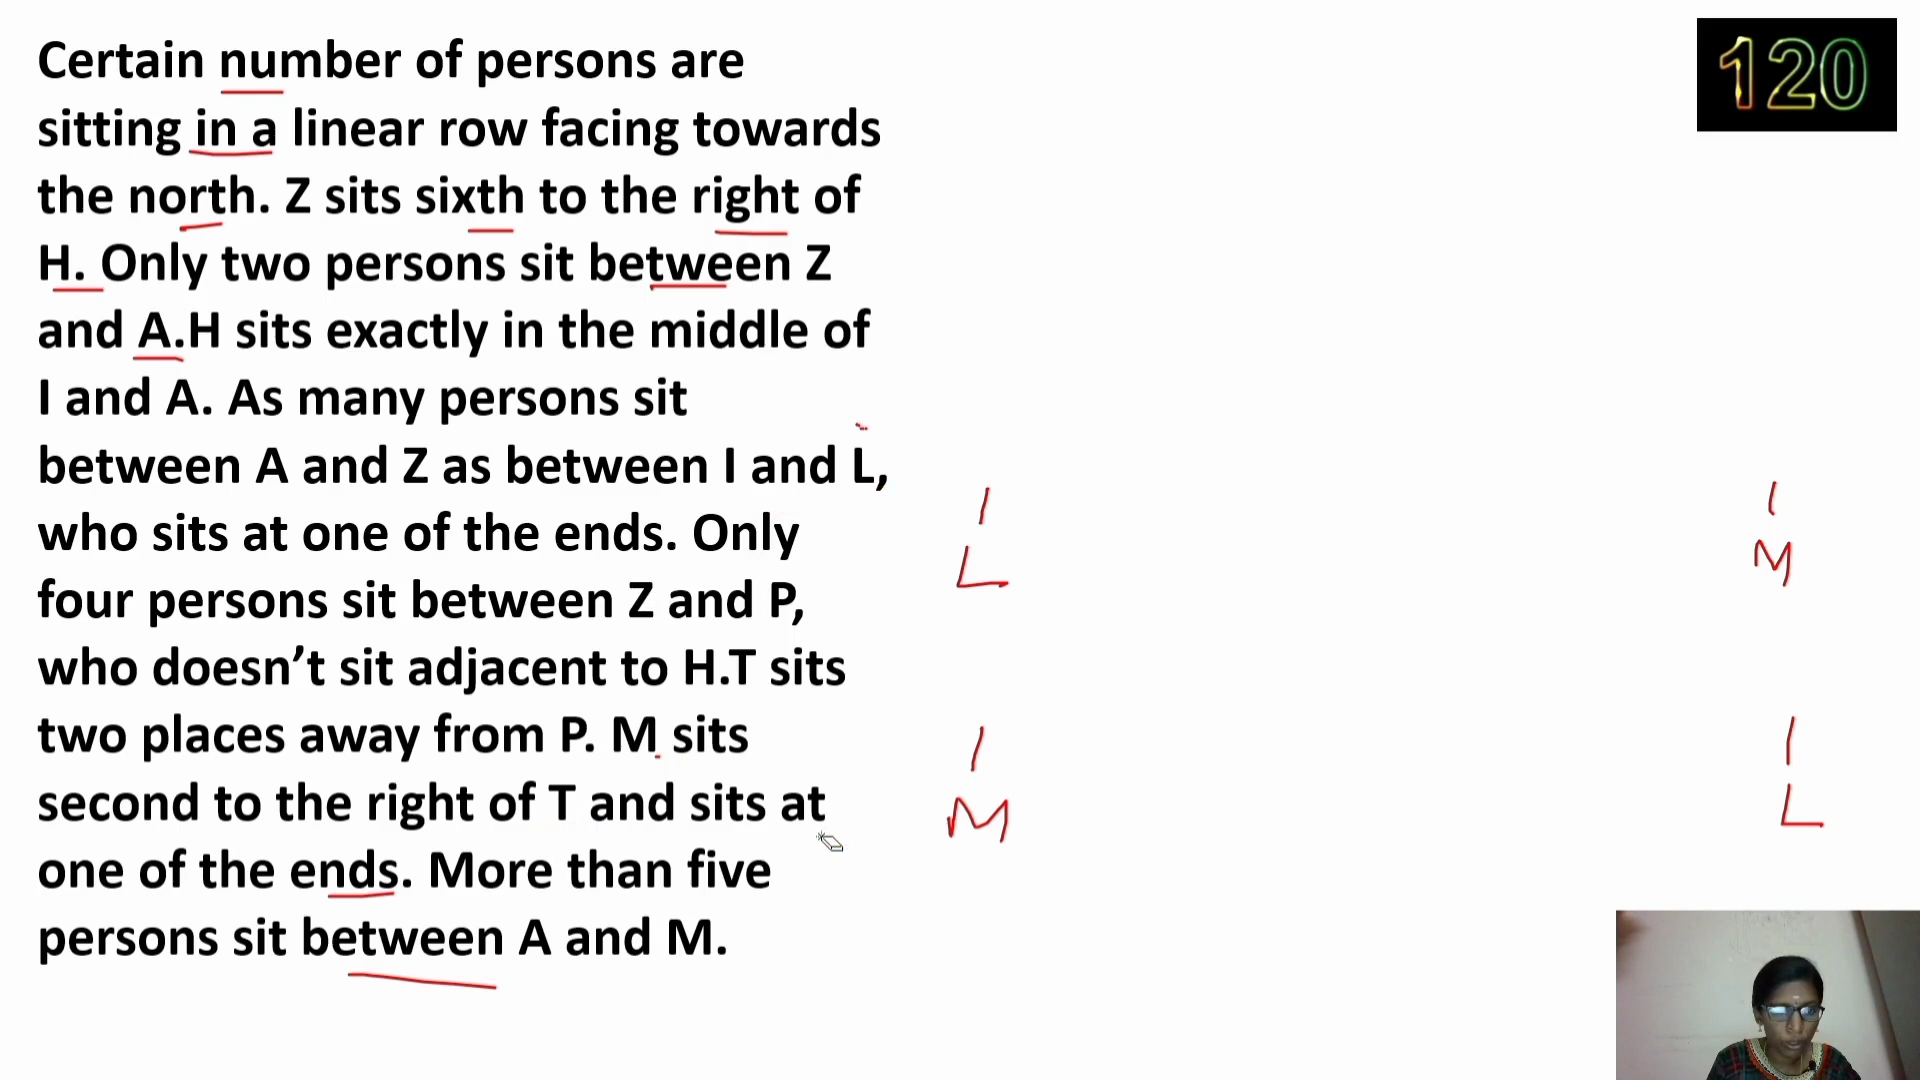 Certain number of persons are
sitting in a linear row facing towards
the north. Z sits sixth to the right of
H. Only two persons sit between Z
and A.H sits exactly in the middle of
I and A. As many persons sit
between A and Z as between I and L,
who sits at one of the ends. Only
four persons sit between Z and P,
who doesn’t sit adjacent to H.T sits
two places away from P. M sits
second to the right of T and sits at
one of the ends. More than five
persons sit between A and M.
120
L M
M L